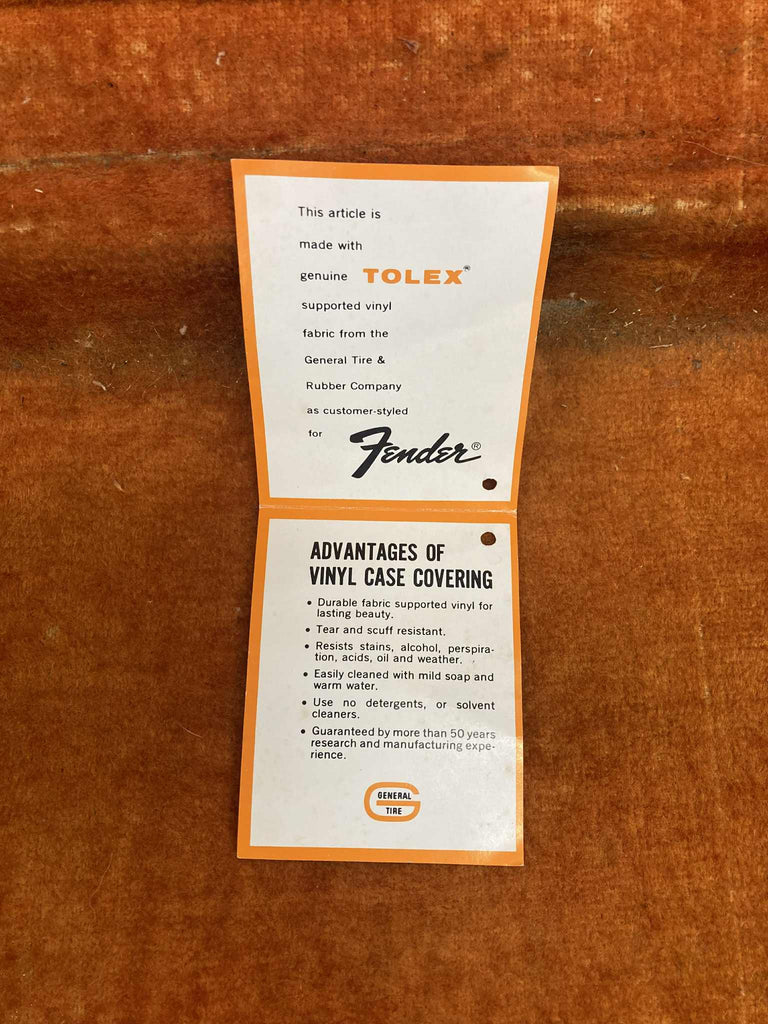 This article is
made with
genuine TOLEX®
supported vinyl
fabric from the
General Tire &
Rubber Company
as customer-styled
for Fender®
ADVANTAGES OF
VINYL CASE COVERING
• Durable fabric supported vinyl for
lasting beauty.
• Tear and scuff resistant.
• Resists stains, alcohol, perspira-
tion, acids, oil and weather.
• Easily cleaned with mild soap and
warm water.
• Use no detergents, or solvent
cleaners.
• Guaranteed by more than 50 years
research and manufacturing expe-
rience.
GENERAL
TIRE